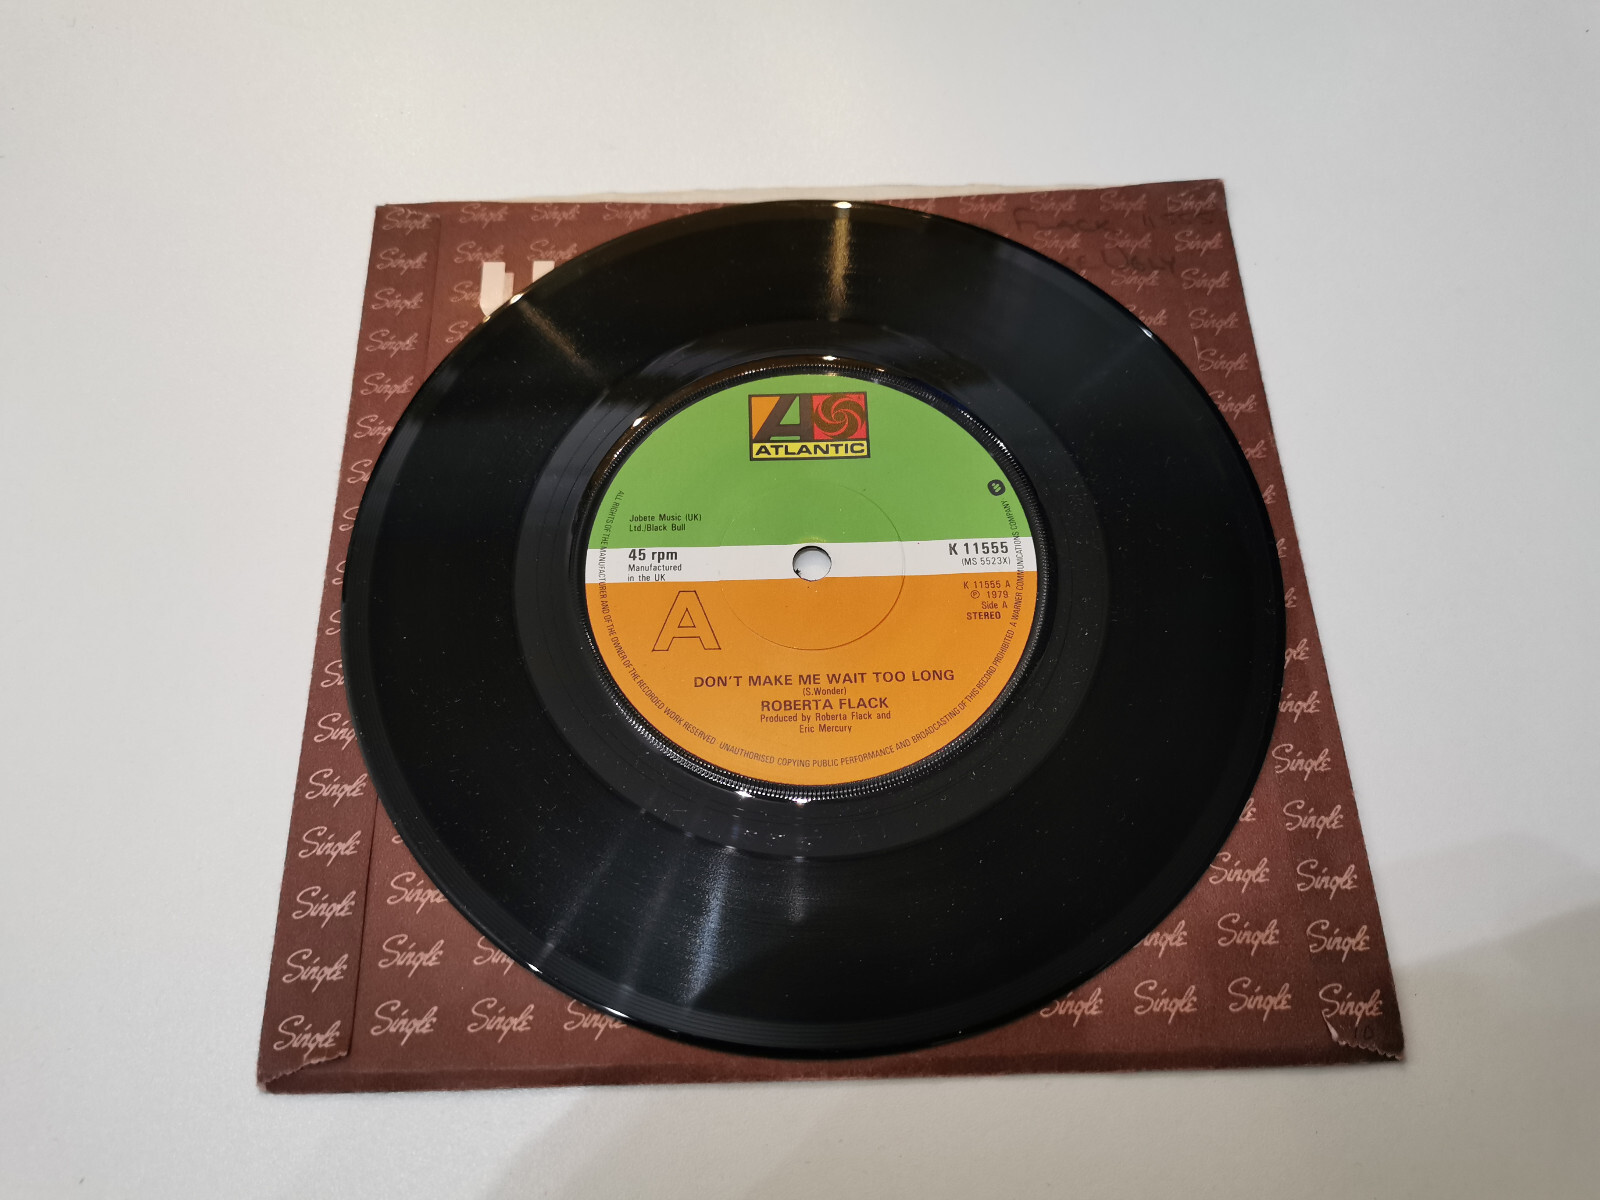 Flack
Single
ATLANTIC
Jobete Music (UK)
Ltd./Black Bull
45 rpm
Manufactured
in the UK
K 11555
(MS 5523X)
K 11555 A
℗ 1979
Side A
STEREO
A
DON'T MAKE ME WAIT TOO LONG
(S.Wonder)
ROBERTA FLACK
Produced by Roberta Flack and
Eric Mercury
ALL RIGHTS OF THE MANUFACTURER AND OF THE OWNER OF THE RECORDED WORK RESERVED UNAUTHORISED COPYING PUBLIC PERFORMANCE AND BROADCASTING OF THIS RECORD PROHIBITED A WARNER COMMUNICATIONS COMPANY